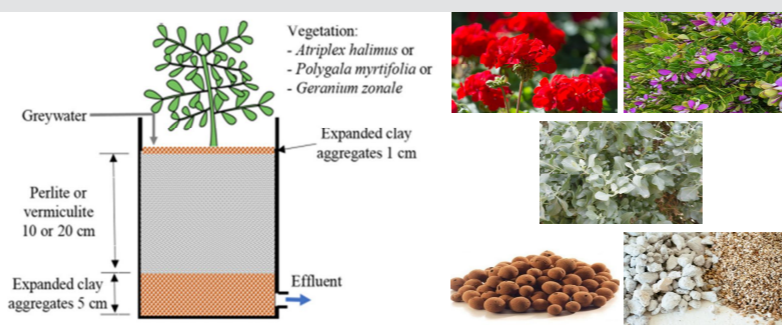 Vegetation:
- Atriplex halimus or
- Polygala myrtifolia or
- Geranium zonale
Greywater
Expanded clay
aggregates 1 cm
Perlite or
vermiculite
10 or 20 cm
Expanded clay
aggregates 5 cm
Effluent